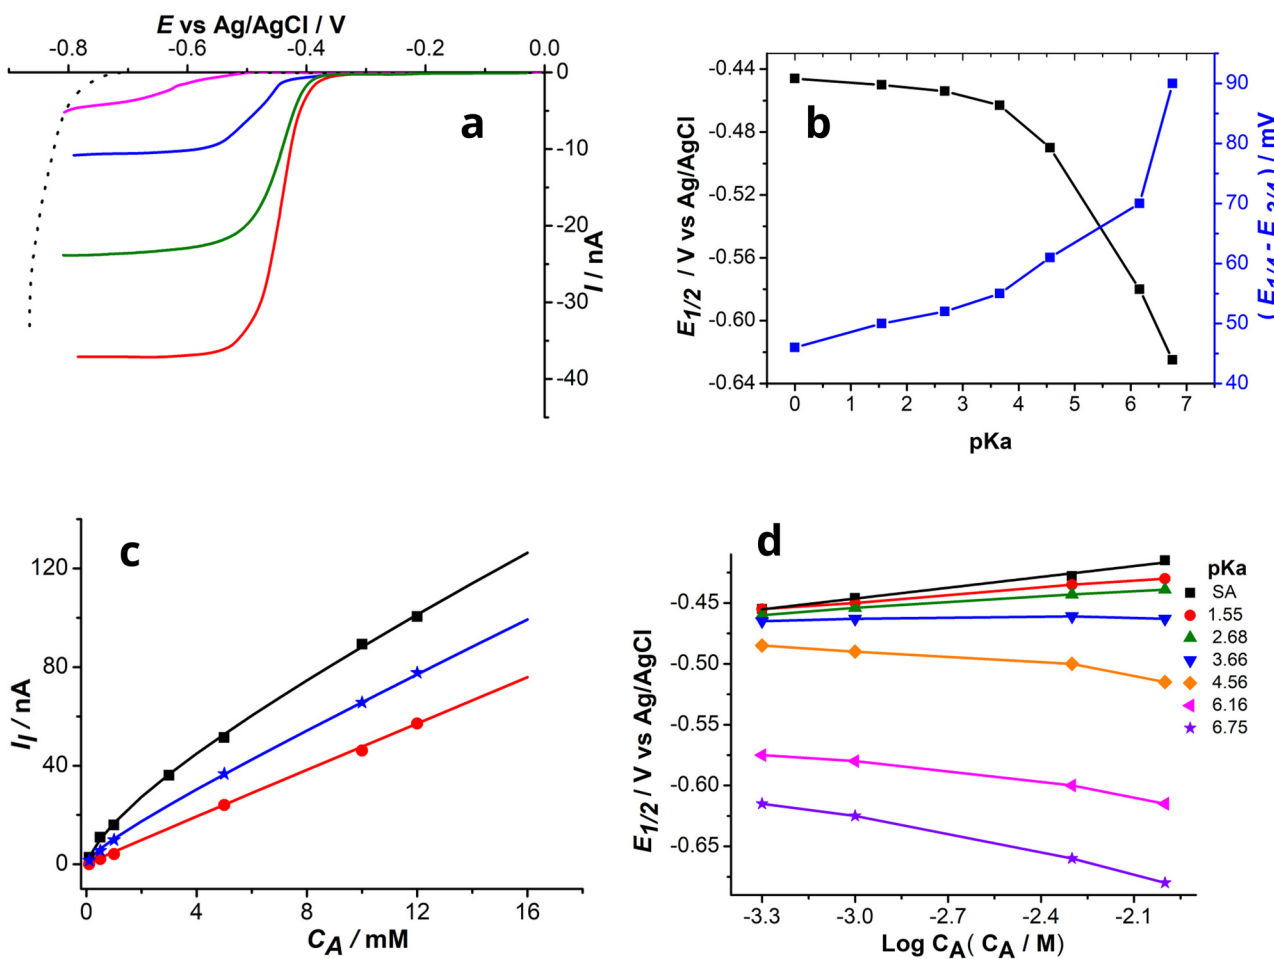 E vs Ag/AgCl / V
-0.8 -0.6 -0.4 -0.2 0.0
0
-10
-20
-30
-40
I / nA
a
b
-0.44
-0.48
-0.52
-0.56
-0.60
-0.64
E1/2 / V vs Ag/AgCl
90
80
70
60
50
40
( E1/4- E 3/4) / mV
0 1 2 3 4 5 6 7
pKa
c
120
80
40
0
Il / nA
0 4 8 12 16
CA / mM
d
-0.45
-0.50
-0.55
-0.60
-0.65
E1/2 / V vs Ag/AgCl
-3.3 -3.0 -2.7 -2.4 -2.1
Log CA( CA / M)
pKa
SA
1.55
2.68
3.66
4.56
6.16
6.75